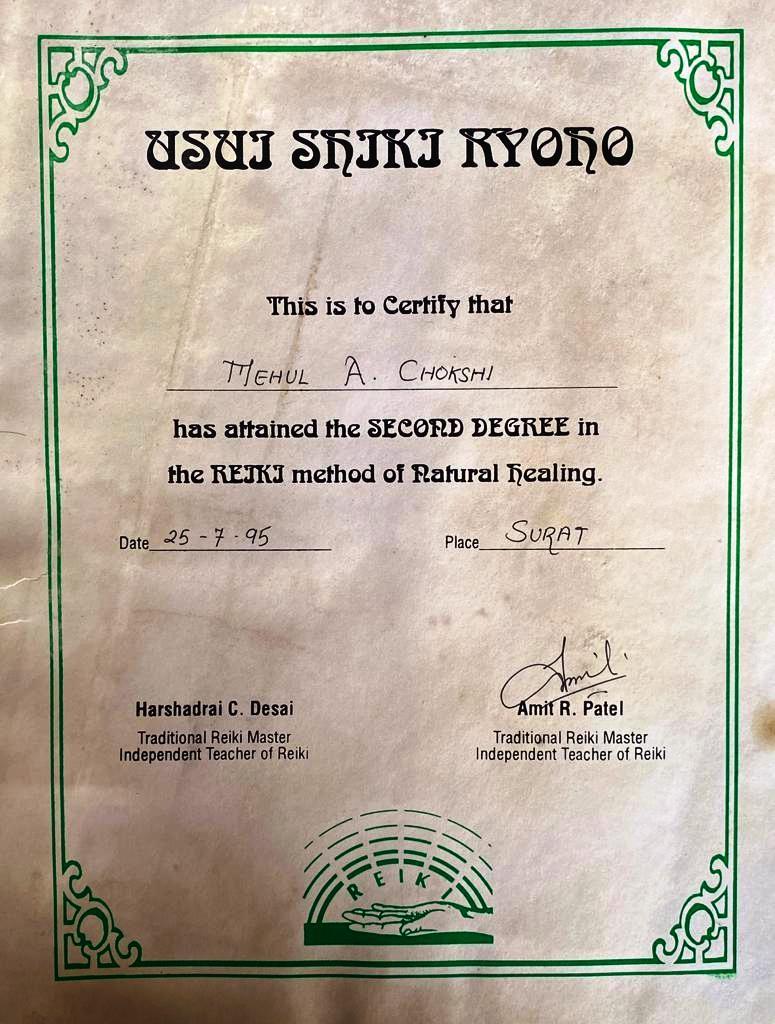 USUI SHIKI RYOHO
This is to Certify that
MEHUL A. CHOKSHI
has attained the SECOND DEGREE in
the REIKI method of Natural Healing.
Date 25-7-95 Place SURAT
Amit
Harshadrai C. Desai Amit R. Patel
Traditional Reiki Master Traditional Reiki Master
Independent Teacher of Reiki Independent Teacher of Reiki
REIKI